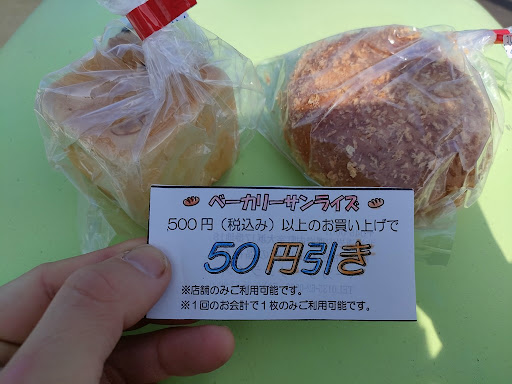 ベーカリーサンライズ
500円（税込み）以上のお買い上げで
50円引き
※店舗のみご利用可能です。
※1回のお会計で1枚のみご利用可能です。